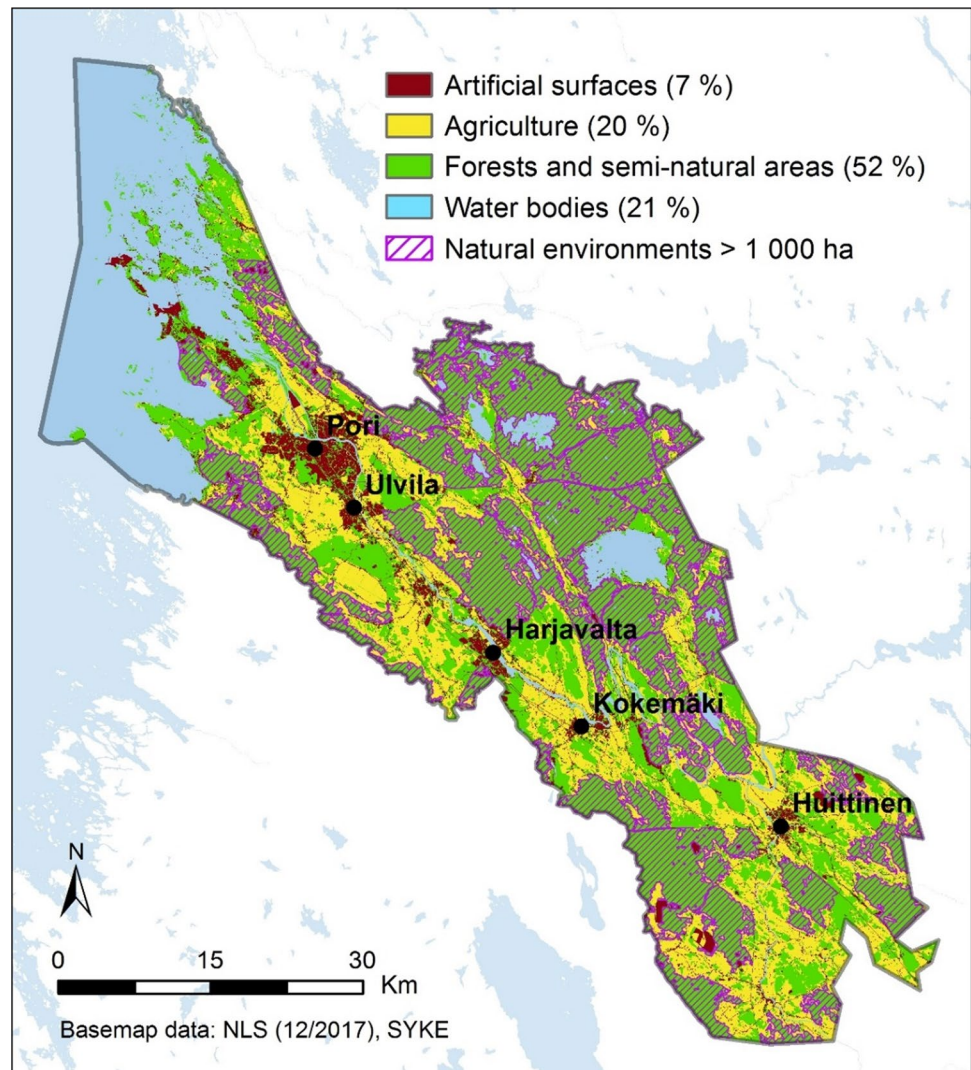 Artificial surfaces (7 %)
Agriculture (20 %)
Forests and semi-natural areas (52 %)
Water bodies (21 %)
Natural environments > 1 000 ha
Pori
Ulvila
Harjavalta
Kokemäki
Huittinen
N
0 15 30
Km
Basemap data: NLS (12/2017), SYKE